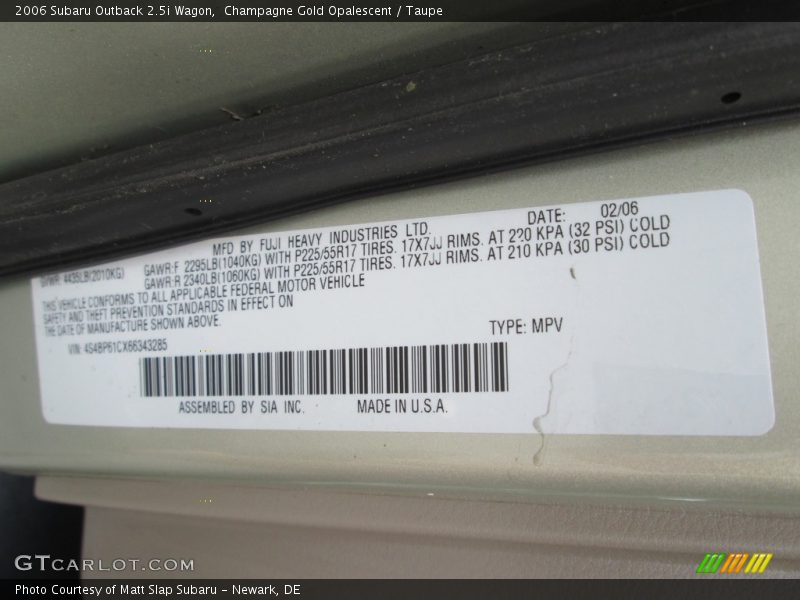 2006 Subaru Outback 2.5i Wagon,  Champagne Gold Opalescent / Taupe
MFD BY FUJI HEAVY INDUSTRIES LTD.
DATE: 02/06
GVWR: 4435LB(2010KG)
GAWR:F 2295LB(1040KG) WITH P225/55R17 TIRES. 17X7JJ RIMS. AT 220 KPA (32 PSI) COLD
GAWR:R 2340LB(1060KG) WITH P225/55R17 TIRES. 17X7JJ RIMS. AT 210 KPA (30 PSI) COLD
THIS VEHICLE CONFORMS TO ALL APPLICABLE FEDERAL MOTOR VEHICLE
SAFETY AND THEFT PREVENTION STANDARDS IN EFFECT ON
THE DATE OF MANUFACTURE SHOWN ABOVE.
VIN: 4S4BP61CX66343285
TYPE: MPV
ASSEMBLED BY SIA INC.
MADE IN U.S.A.
GTCARLOT.COM
Photo Courtesy of Matt Slap Subaru - Newark, DE